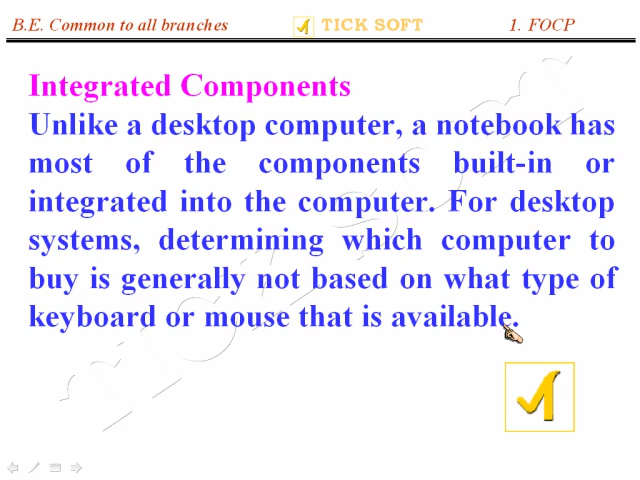 B.E. Common to all branches TICK SOFT 1. FOCP
Integrated Components
Unlike a desktop computer, a notebook has
most of the components built-in or
integrated into the computer. For desktop
systems, determining which computer to
buy is generally not based on what type of
keyboard or mouse that is available.